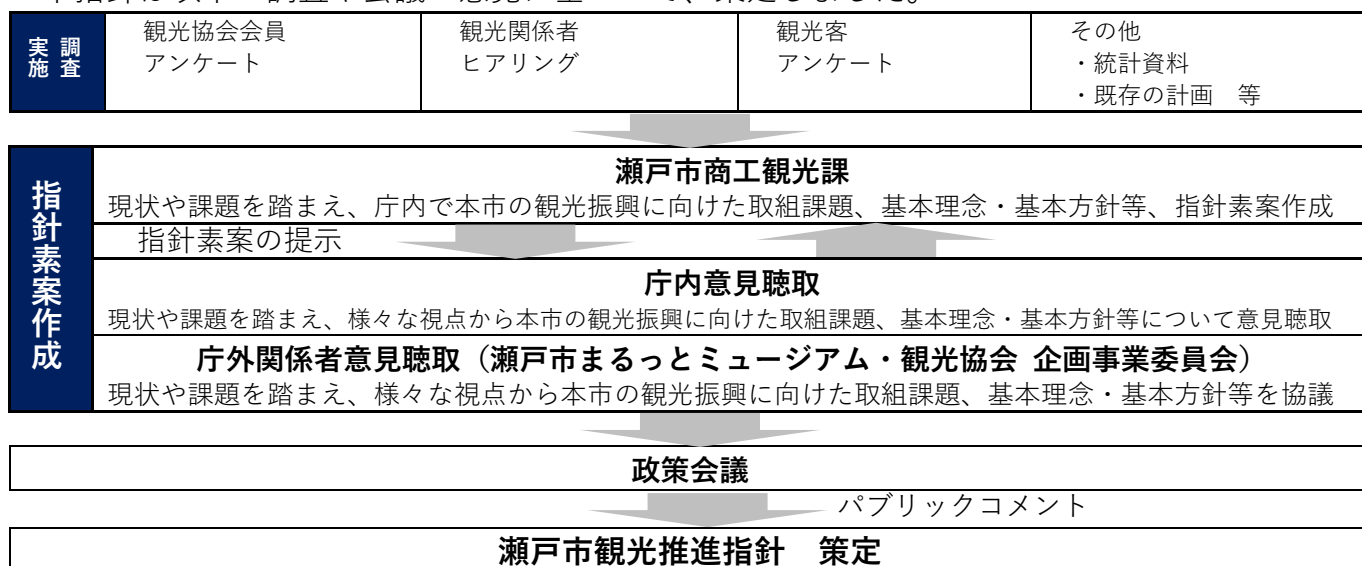 実施 調査
観光協会会員
アンケート
観光関係者
ヒアリング
観光客
アンケート
その他
・統計資料
・既存の計画　等
指針素案作成
瀬戸市商工観光課
現状や課題を踏まえ、庁内で本市の観光振興に向けた取組課題、基本理念・基本方針等、指針素案作成
指針素案の提示
庁内意見聴取
現状や課題を踏まえ、様々な視点から本市の観光振興に向けた取組課題、基本理念・基本方針等について意見聴取
庁外関係者意見聴取（瀬戸市まるっとミュージアム・観光協会 企画事業委員会）
現状や課題を踏まえ、様々な視点から本市の観光振興に向けた取組課題、基本理念・基本方針等を協議
政策会議
パブリックコメント
瀬戸市観光推進指針　策定